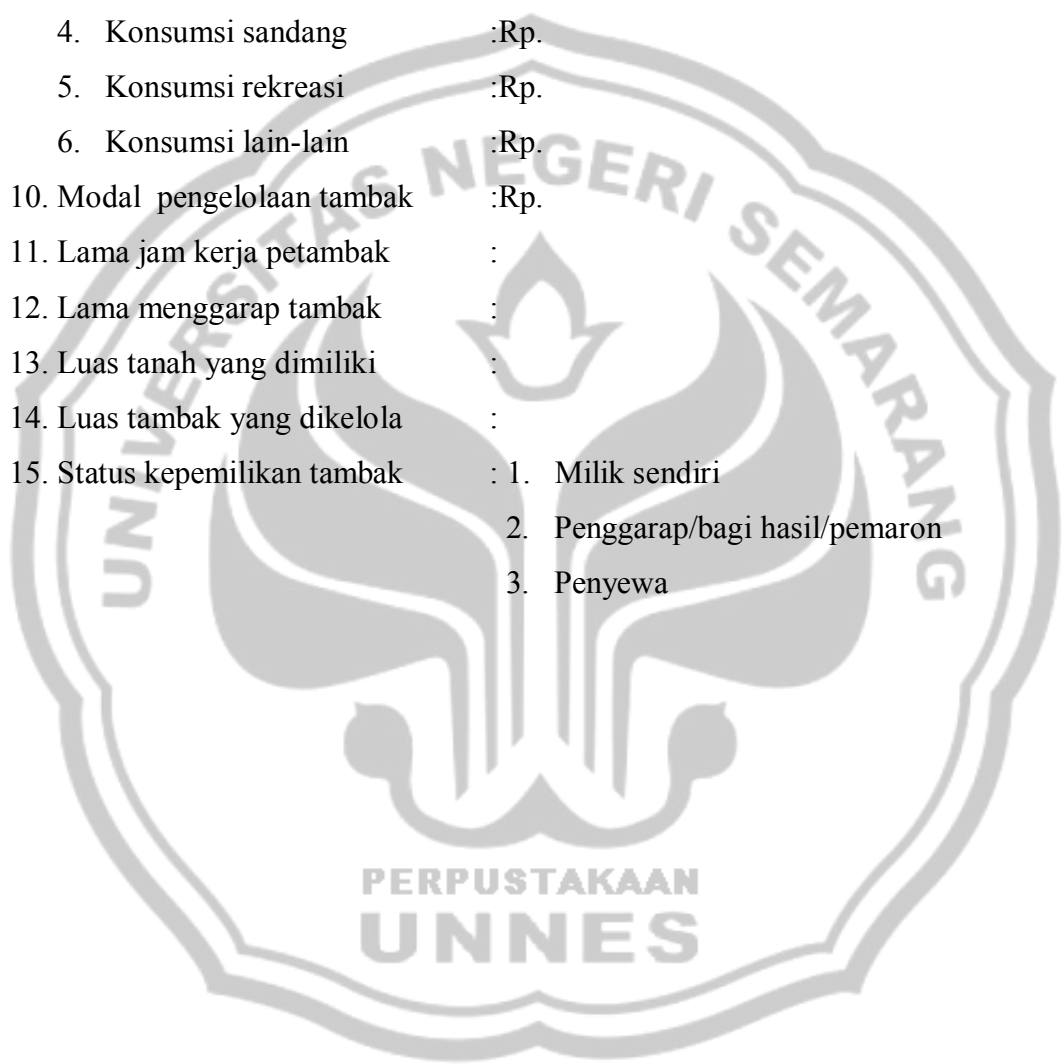 4. Konsumsi sandang :Rp.
5. Konsumsi rekreasi :Rp.
6. Konsumsi lain-lain :Rp.
10. Modal pengelolaan tambak :Rp.
11. Lama jam kerja petambak :
12. Lama menggarap tambak :
13. Luas tanah yang dimiliki :
14. Luas tambak yang dikelola :
15. Status kepemilikan tambak : 1. Milik sendiri
2. Penggarap/bagi hasil/pemaron
3. Penyewa
UNIVERSITAS NEGERI SEMARANG
PERPUSTAKAAN
UNNES